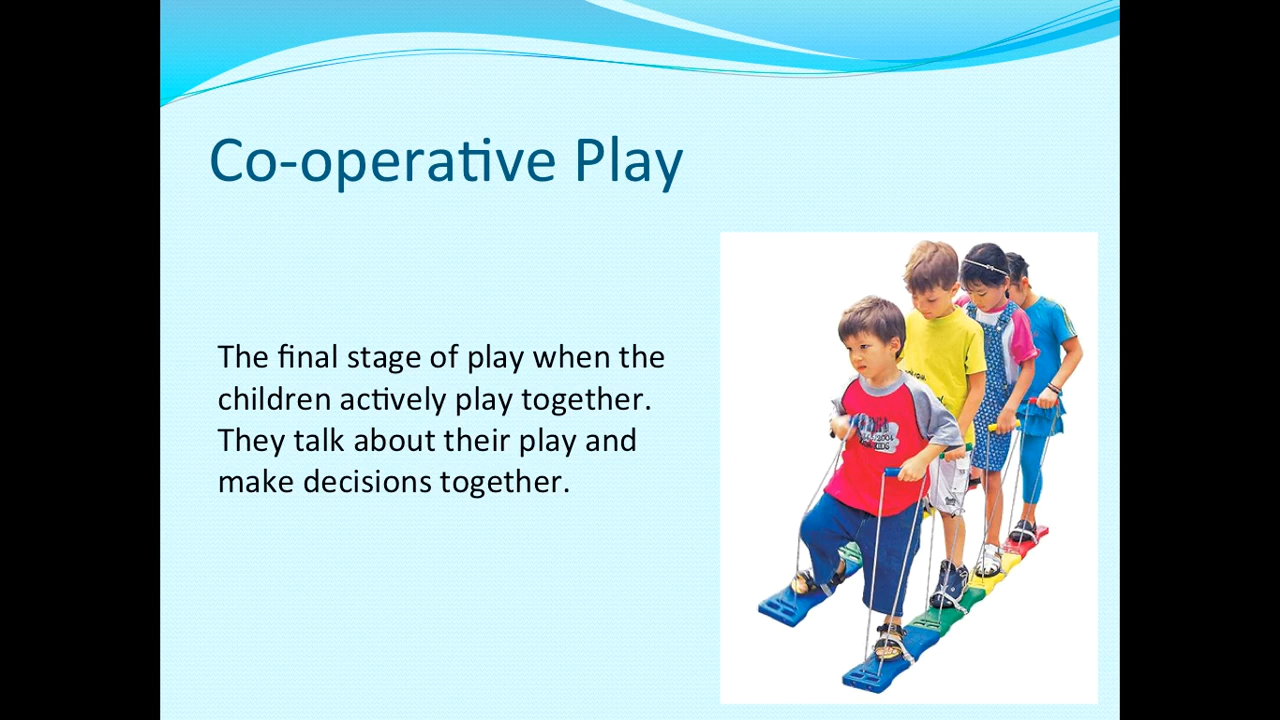 Co-operative Play
The final stage of play when the
children actively play together.
They talk about their play and
make decisions together.